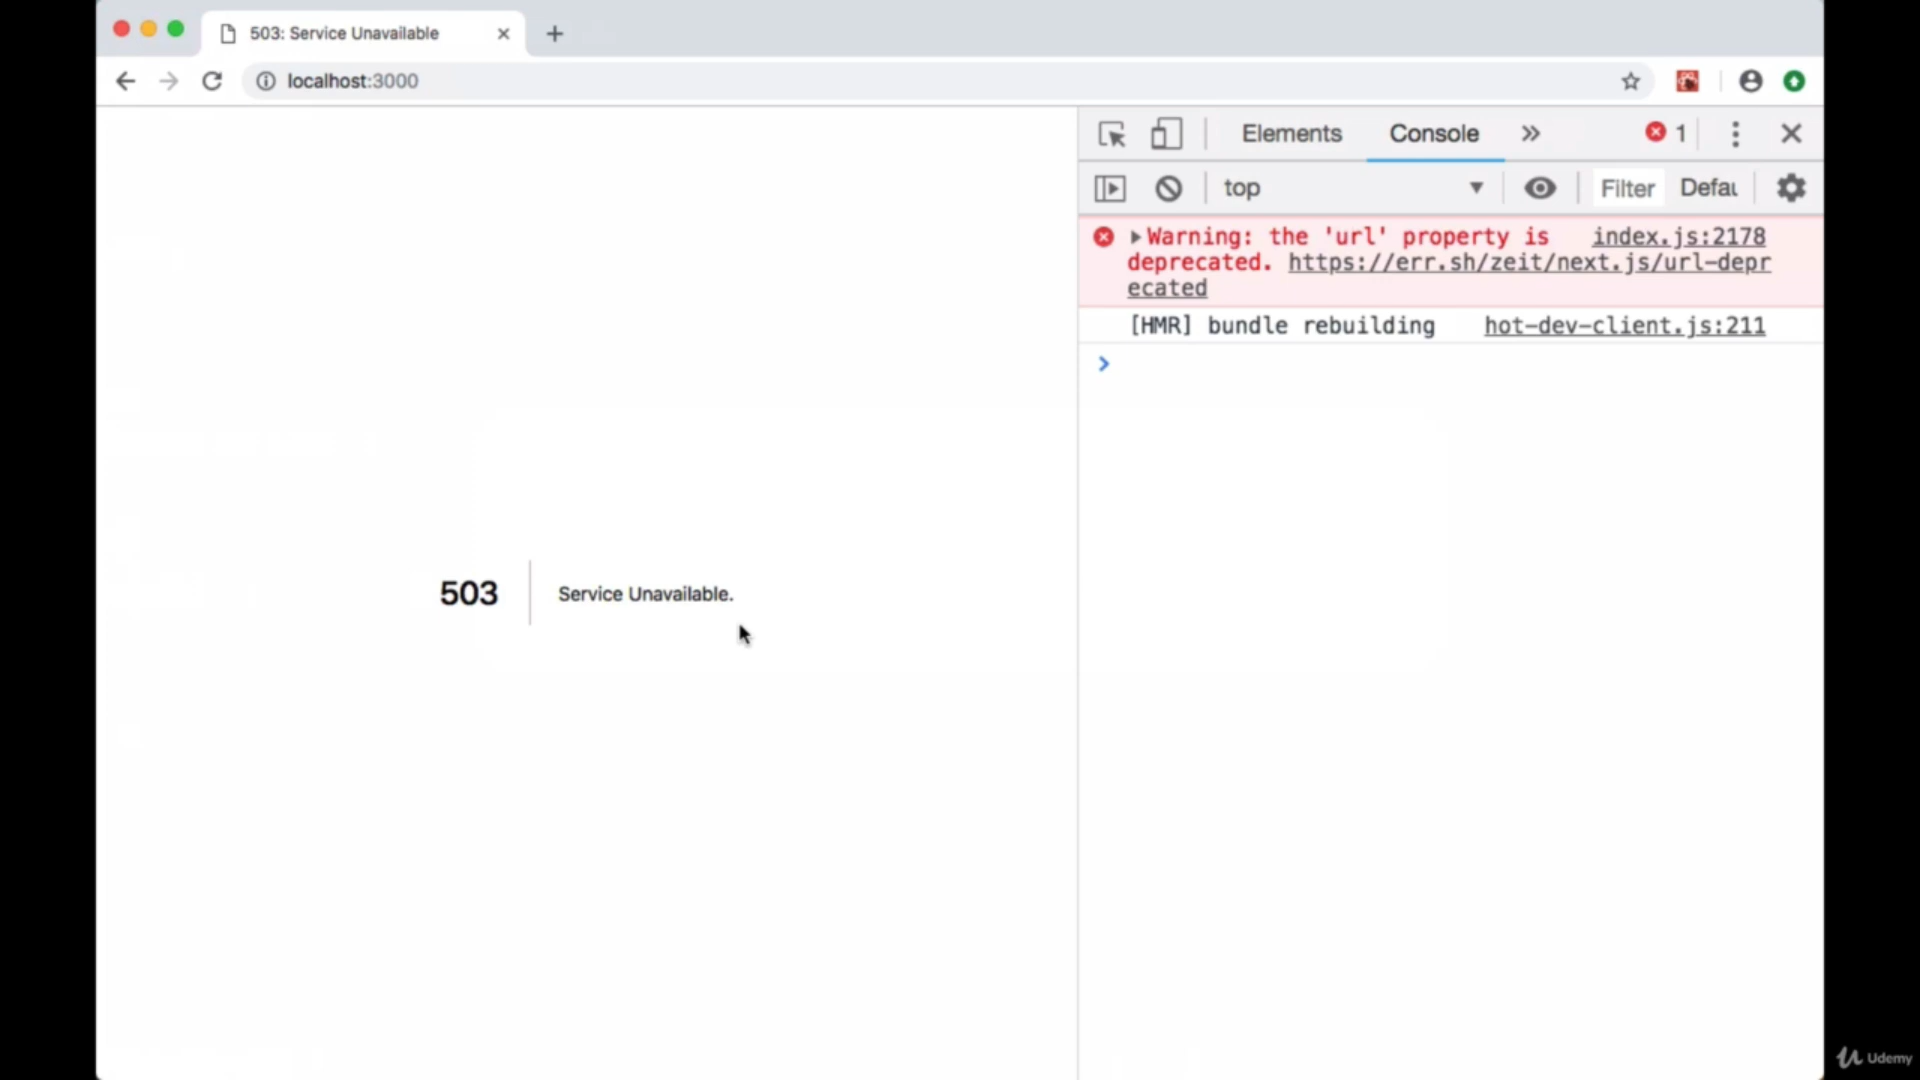 503: Service Unavailable
localhost:3000
Elements Console 1
top Filter Defau
Warning: the 'url' property is index.js:2178
deprecated. https://err.sh/zeit/next.js/url-depr
ecated
[HMR] bundle rebuilding hot-dev-client.js:211
503 Service Unavailable.
Udemy